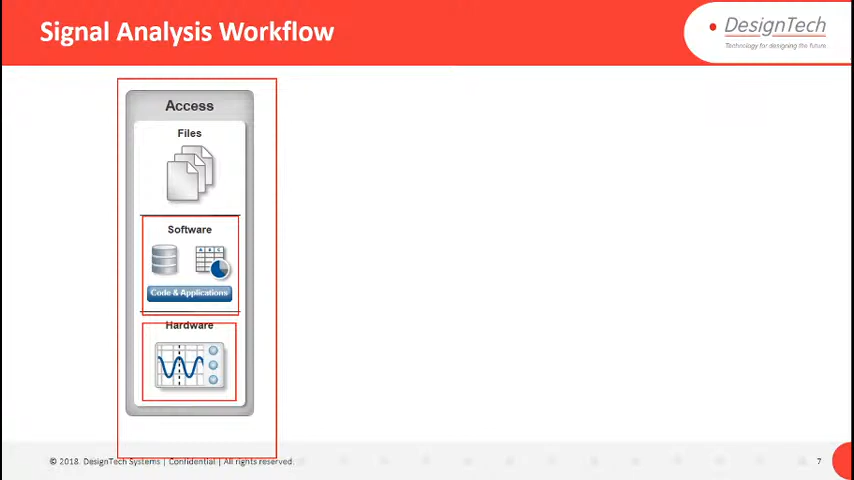 Signal Analysis Workflow
DesignTech
Technology for designing the future
Access
Files
Software
A B C
Code & Applications
Hardware
© 2018. DesignTech Systems | Confidential | All rights reserved.
7